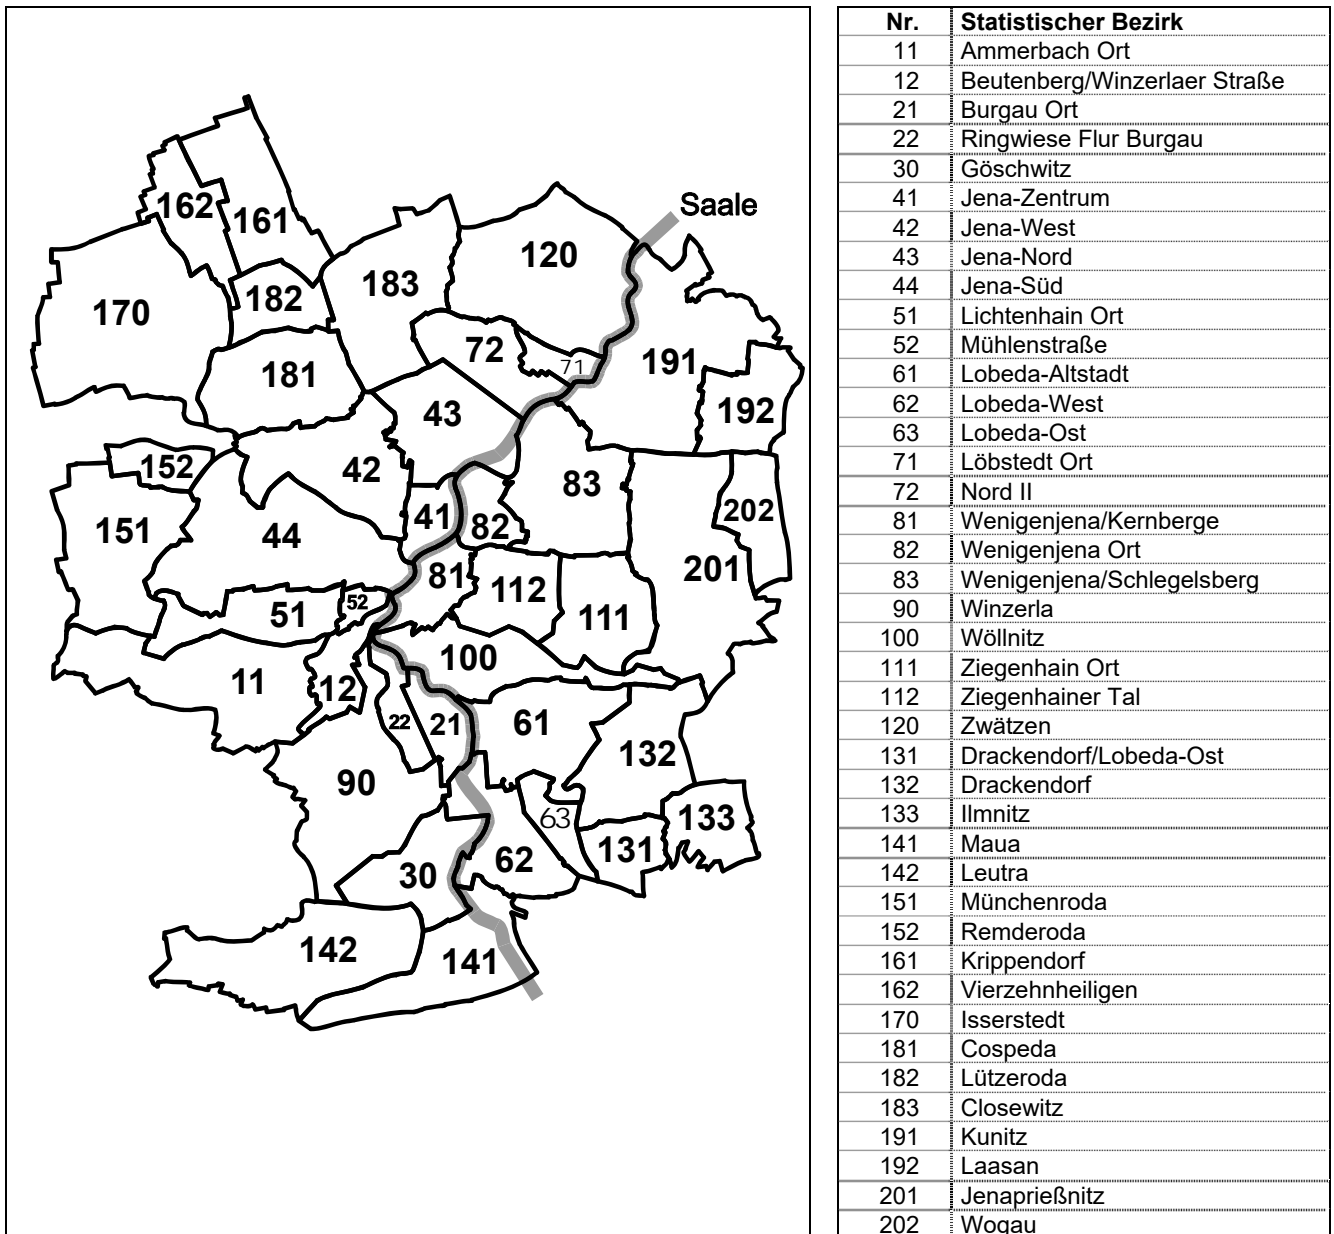 Saale
162
161
120
183
182
170
72
71
191
181
192
43
152
42
83
202
151
44
41
82
201
81
112
51
52
111
100
11
12
22
21
61
132
90
63
133
131
62
30
142
141
Nr. Statistischer Bezirk
11 Ammerbach Ort
12 Beutenberg/Winzerlaer Straße
21 Burgau Ort
22 Ringwiese Flur Burgau
30 Göschwitz
41 Jena-Zentrum
42 Jena-West
43 Jena-Nord
44 Jena-Süd
51 Lichtenhain Ort
52 Mühlenstraße
61 Lobeda-Altstadt
62 Lobeda-West
63 Lobeda-Ost
71 Löbstedt Ort
72 Nord II
81 Wenigenjena/Kernberge
82 Wenigenjena Ort
83 Wenigenjena/Schlegelsberg
90 Winzerla
100 Wöllnitz
111 Ziegenhain Ort
112 Ziegenhainer Tal
120 Zwätzen
131 Drackendorf/Lobeda-Ost
132 Drackendorf
133 Ilmnitz
141 Maua
142 Leutra
151 Münchenroda
152 Remderoda
161 Krippendorf
162 Vierzehnheiligen
170 Isserstedt
181 Cospeda
182 Lützeroda
183 Closewitz
191 Kunitz
192 Laasan
201 Jenaprießnitz
202 Wogau